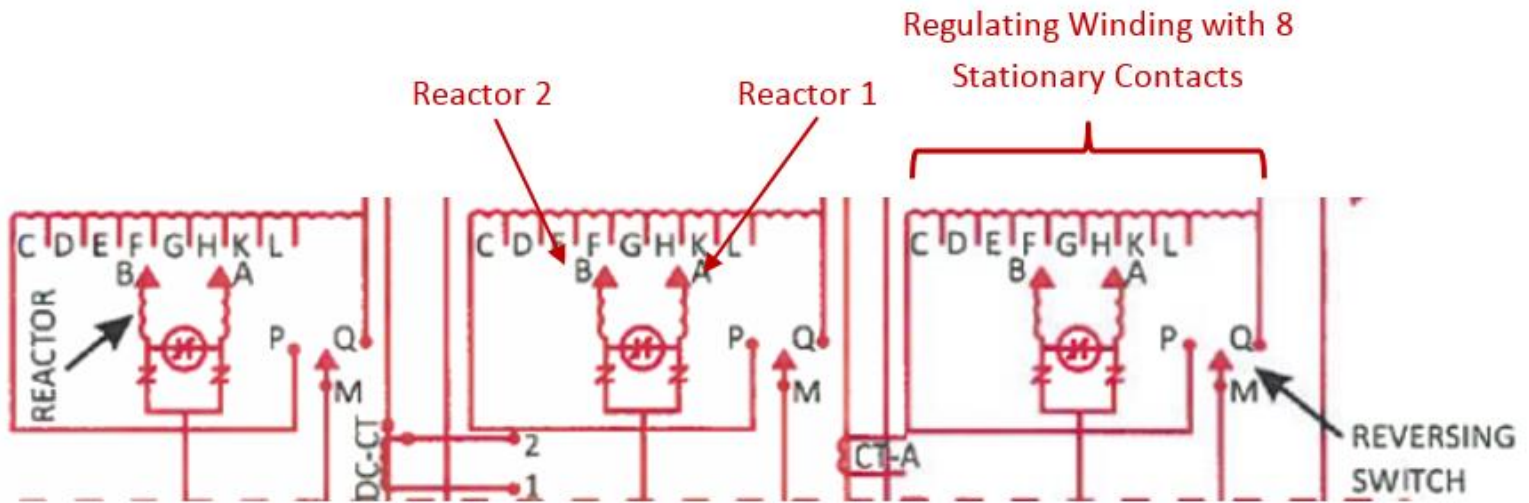 Regulating Winding with 8
Stationary Contacts
Reactor 2
Reactor 1
C D E F G H K L
B A
P Q
M
REACTOR
C D E F G H K L
B A
P Q
M
DC-CT
2
1
C D E F G H K L
B A
P Q
M
CT-A
REVERSING
SWITCH